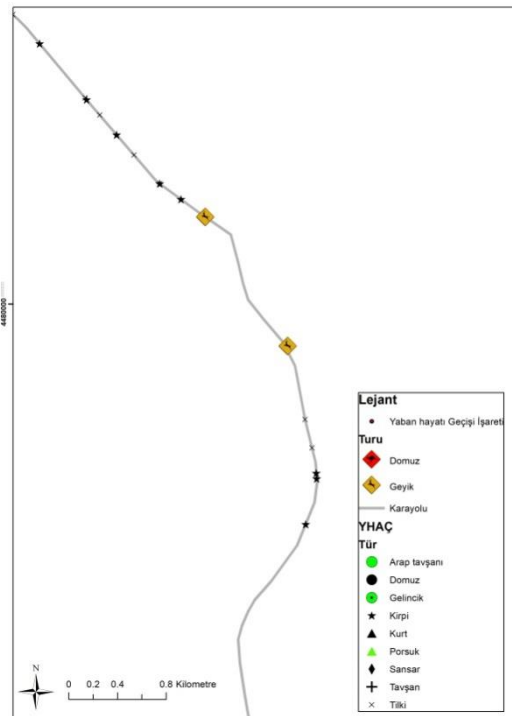 4480000
Lejant
Yaban hayatı Geçişi İşareti
Turu
Domuz
Geyik
Karayolu
YHAÇ
Tür
Arap tavşanı
Domuz
Gelincik
Kirpi
Kurt
Porsuk
Sansar
Tavşan
Tilki
N
0 0.2 0.4 0.8 Kilometre